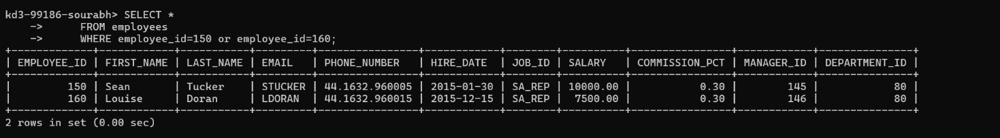 kd3-99186-sourabh> SELECT *
    ->      FROM employees
    ->      WHERE employee_id=150 or employee_id=160;
+-------------+------------+-----------+---------+-----------------+------------+--------+----------+----------------+------------+---------------+
| EMPLOYEE_ID | FIRST_NAME | LAST_NAME | EMAIL   | PHONE_NUMBER    | HIRE_DATE  | JOB_ID | SALARY   | COMMISSION_PCT | MANAGER_ID | DEPARTMENT_ID |
+-------------+------------+-----------+---------+-----------------+------------+--------+----------+----------------+------------+---------------+
|         150 | Sean       | Tucker    | STUCKER | 44.1632.960005 | 2015-01-30 | SA_REP | 10000.00 |           0.30 |        145 |            80 |
|         160 | Louise     | Doran     | LDORAN  | 44.1632.960015 | 2015-12-15 | SA_REP |  7500.00 |           0.30 |        146 |            80 |
+-------------+------------+-----------+---------+-----------------+------------+--------+----------+----------------+------------+---------------+
2 rows in set (0.00 sec)